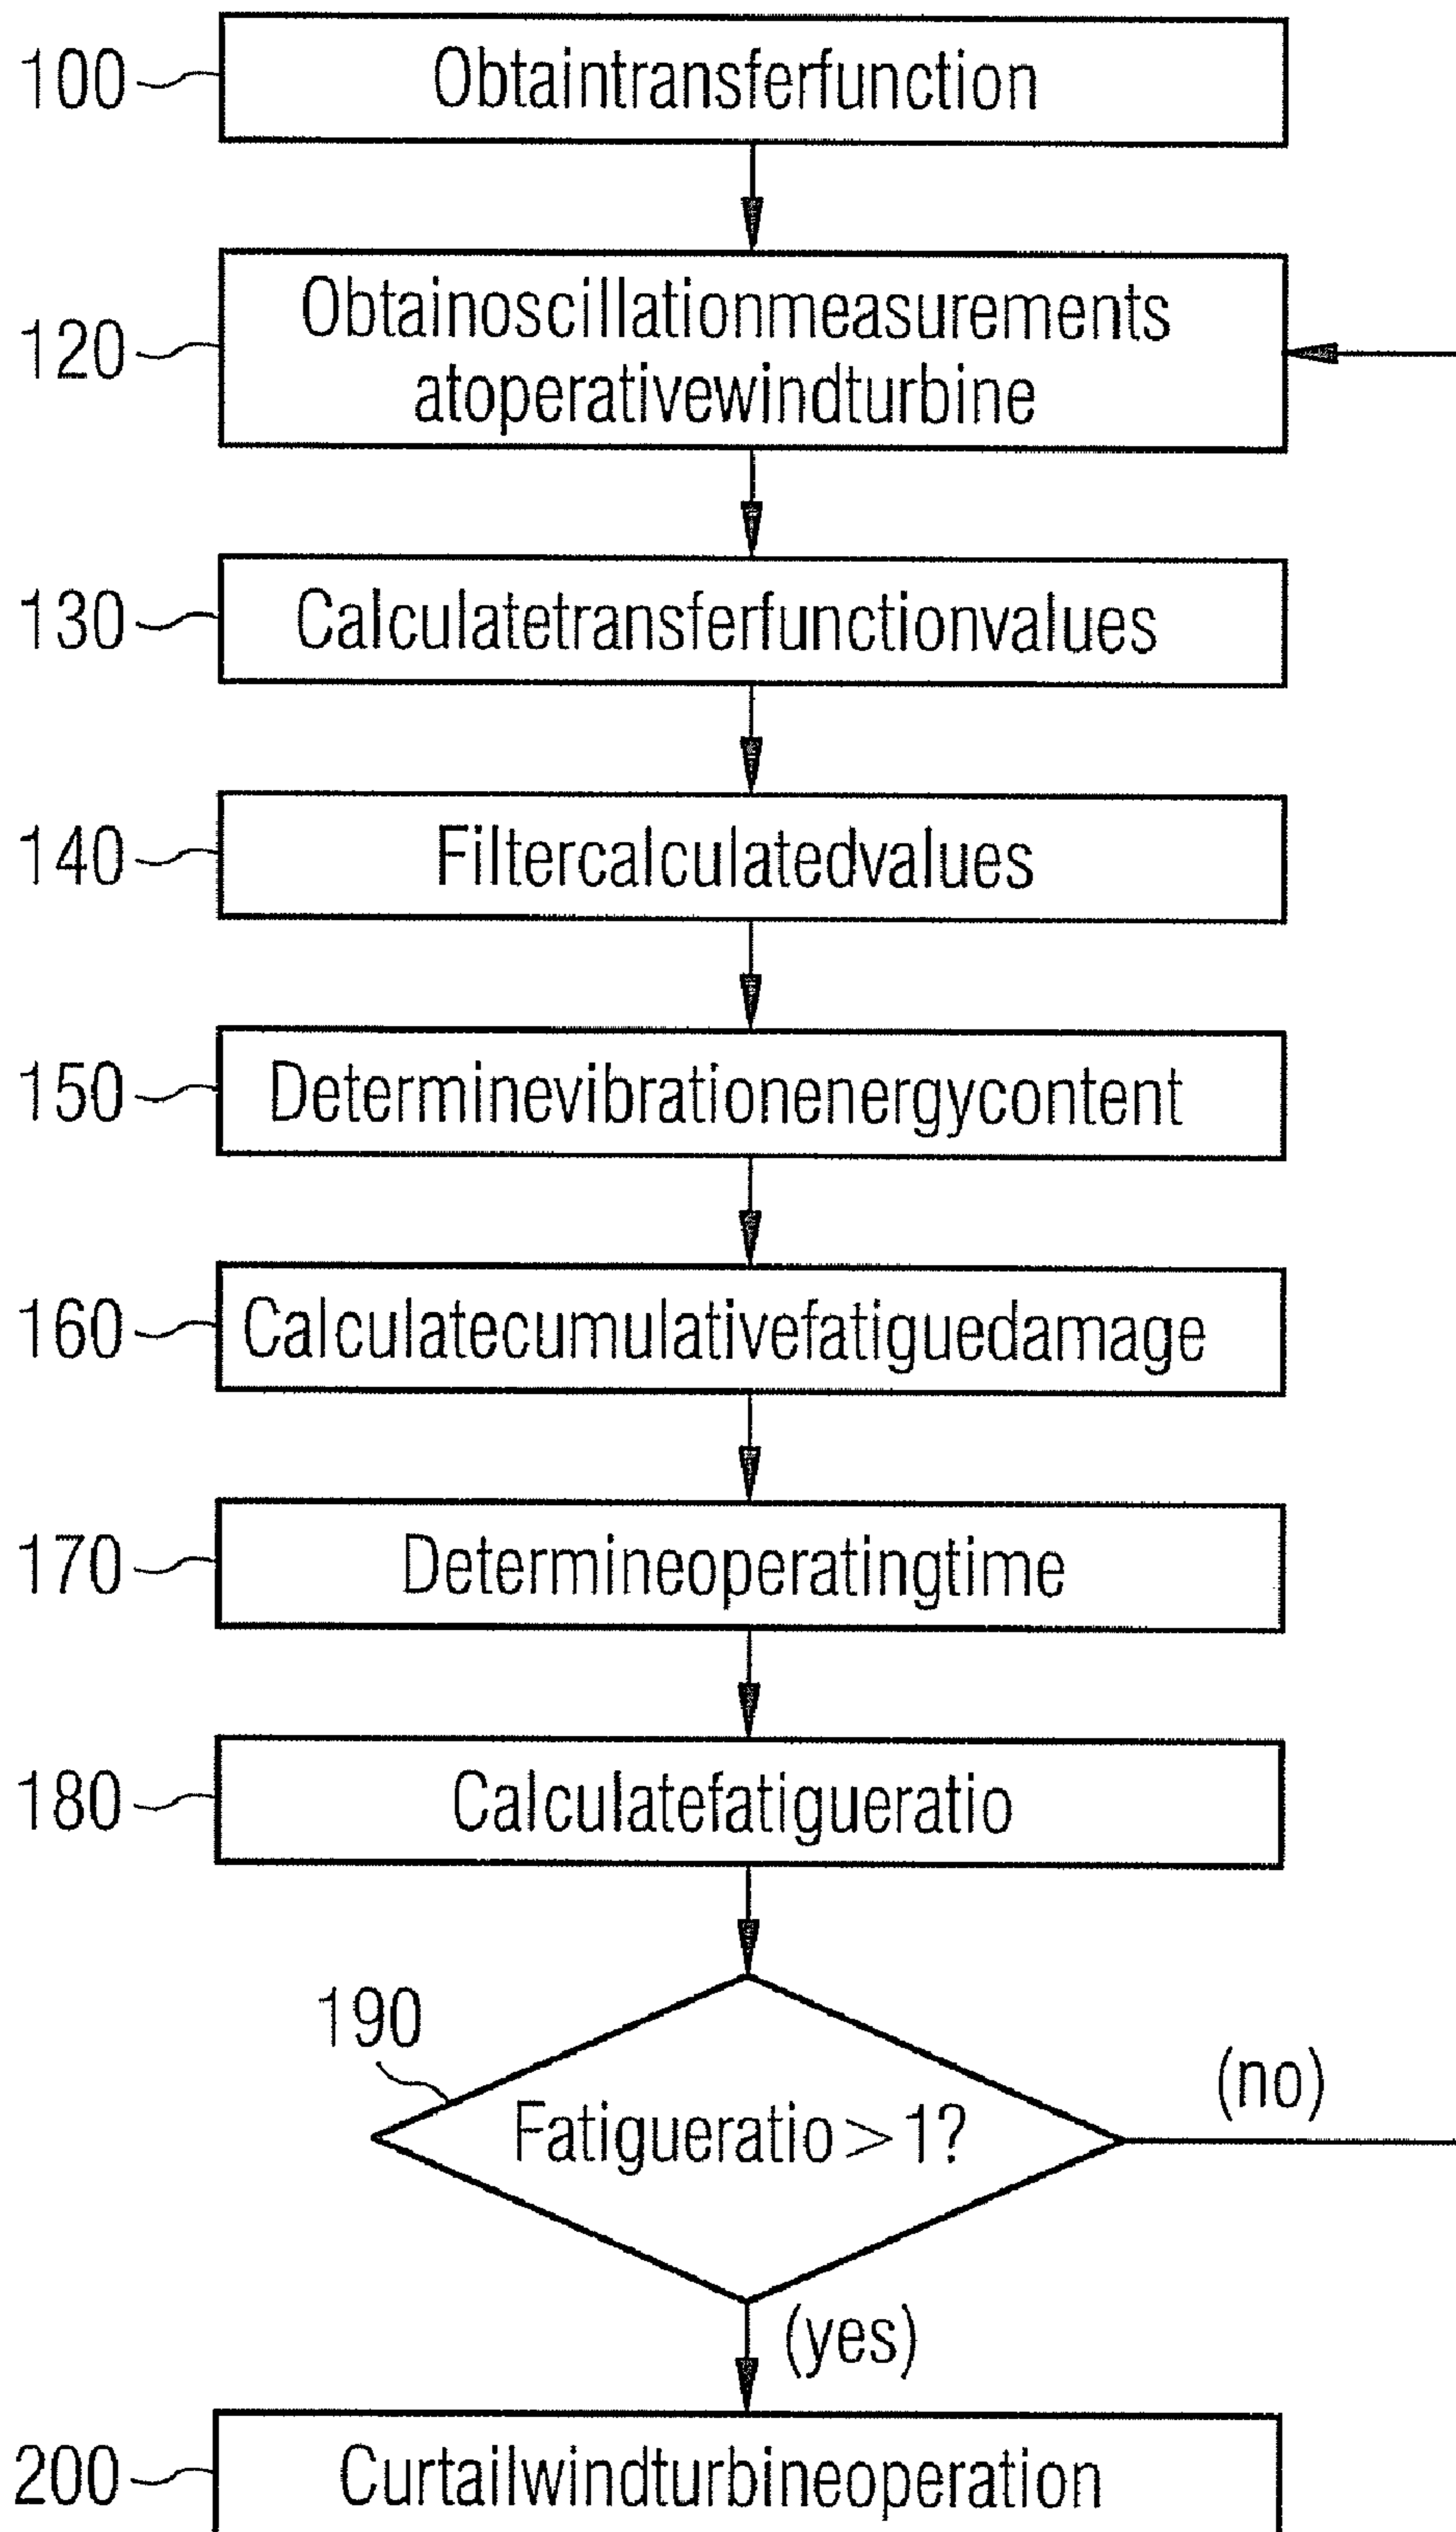 100
Obtaintransferfunction
120
Obtainoscillationmeasurements
atoperativewindturbine
130
Calculatetransferfunctionvalues
140
Filtercalculatedvalues
150
Determinevibrationenergycontent
160
Calculatecumulativefatiguedamage
170
Determineoperatingtime
180
Calculatefatigueratio
190
Fatigueratio>1?
(no)
(yes)
200
Curtailwindturbineoperation